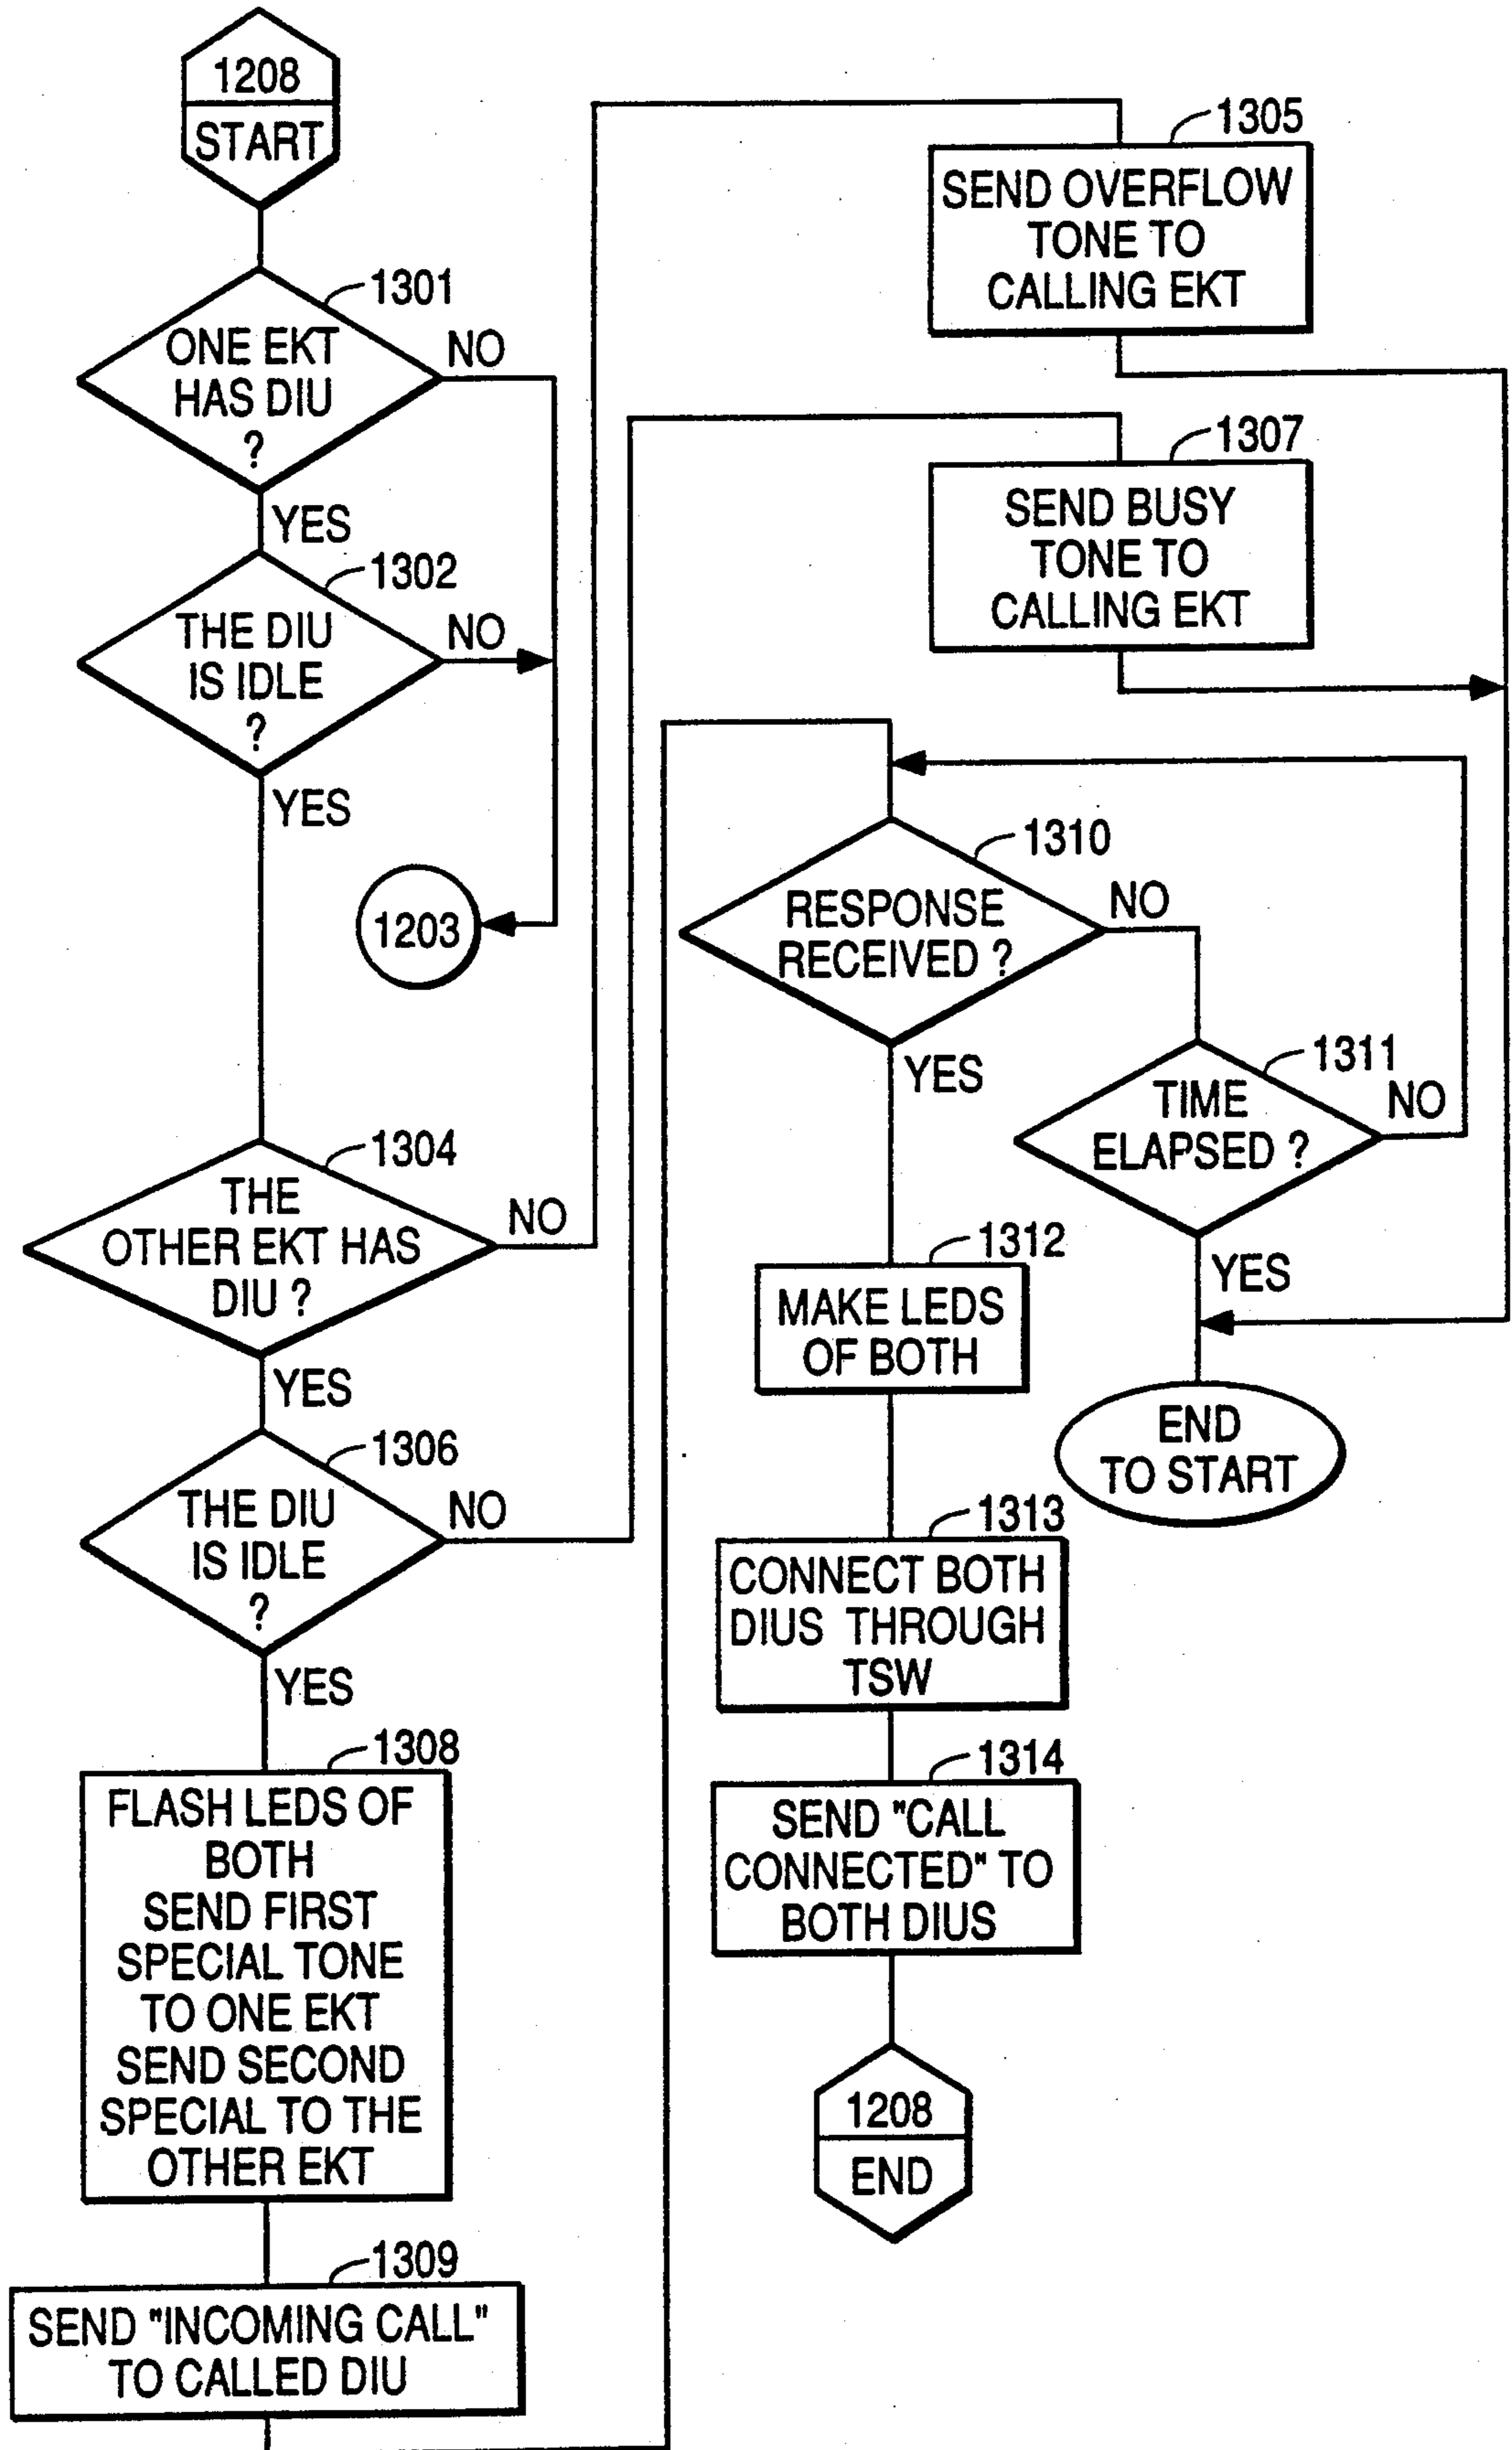 1208
START
1301
ONE EKT
HAS DIU
?
NO
YES
1302
THE DIU
IS IDLE
?
NO
YES
1203
1304
THE
OTHER EKT HAS
DIU ?
NO
YES
1306
THE DIU
IS IDLE
?
NO
YES
1308
FLASH LEDS OF
BOTH
SEND FIRST
SPECIAL TONE
TO ONE EKT
SEND SECOND
SPECIAL TO THE
OTHER EKT
1309
SEND "INCOMING CALL"
TO CALLED DIU
1305
SEND OVERFLOW
TONE TO
CALLING EKT
1307
SEND BUSY
TONE TO
CALLING EKT
1310
RESPONSE
RECEIVED ?
NO
YES
1311
TIME
ELAPSED ?
NO
YES
END
TO START
1312
MAKE LEDS
OF BOTH
1313
CONNECT BOTH
DIUS THROUGH
TSW
1314
SEND "CALL
CONNECTED" TO
BOTH DIUS
1208
END